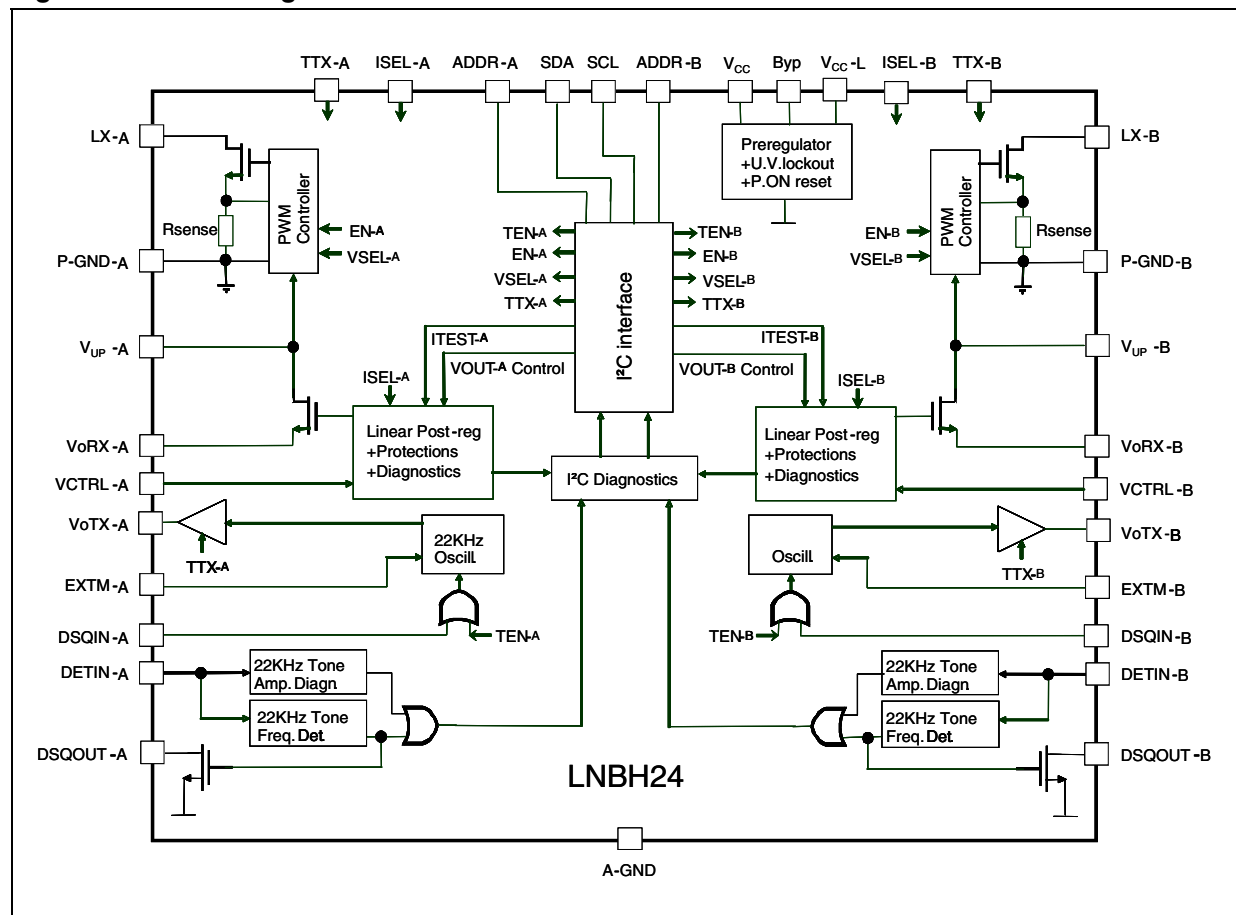 TTX-A ISEL-A ADDR-A SDA SCL ADDR-B VCC Byp VCC-L ISEL-B TTX-B
LX-A
LX-B
Preregulator
+U.V.lockout
+P.ON reset
PWM
Controller
PWM
Controller
Rsense
Rsense
EN-A
VSEL-A
TEN-A
EN-A
VSEL-A
TTX-A
I²C interface
TEN-B
EN-B
VSEL-B
TTX-B
EN-B
VSEL-B
P-GND-A
P-GND-B
ITEST-A
ITEST-B
VUP-A
VUP-B
VOUT-A Control
VOUT-B Control
ISEL-A
ISEL-B
Linear Post-reg
+Protections
+Diagnostics
Linear Post-reg
+Protections
+Diagnostics
VoRX-A
VoRX-B
I²C Diagnostics
VCTRL-A
VCTRL-B
VoTX-A
VoTX-B
22KHz
Oscill.
Oscill.
TTX-A
TTX-B
EXTM-A
EXTM-B
DSQIN-A
TEN-A
TEN-B
DSQIN-B
DETIN-A
DETIN-B
22KHz Tone
Amp. Diagn.
22KHz Tone
Amp. Diagn
22KHz Tone
Freq. Det.
22KHz Tone
Freq. Det.
DSQOUT-A
DSQOUT-B
LNBH24
A-GND